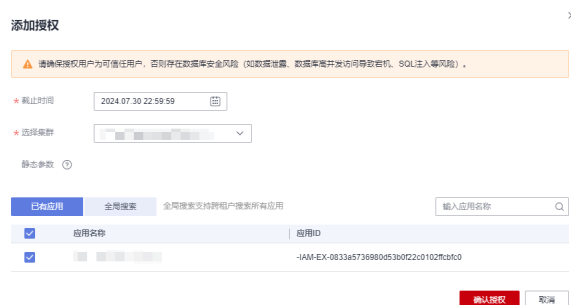 添加授权
请确保授权用户为可信任用户，否则存在数据库安全风险（如数据泄露、数据库高并发访问导致宕机、SQL注入等风险）。
* 截止时间 2024.07.30 22:59:59
* 选择集群
静态参数 ?
已有应用 全局搜索 全局搜索支持跨租户搜索所有应用 输入应用名称
应用名称 应用ID
-IAM-EX-0833a5736980d53b0f22c0102ffcbfc0
确认授权 取消